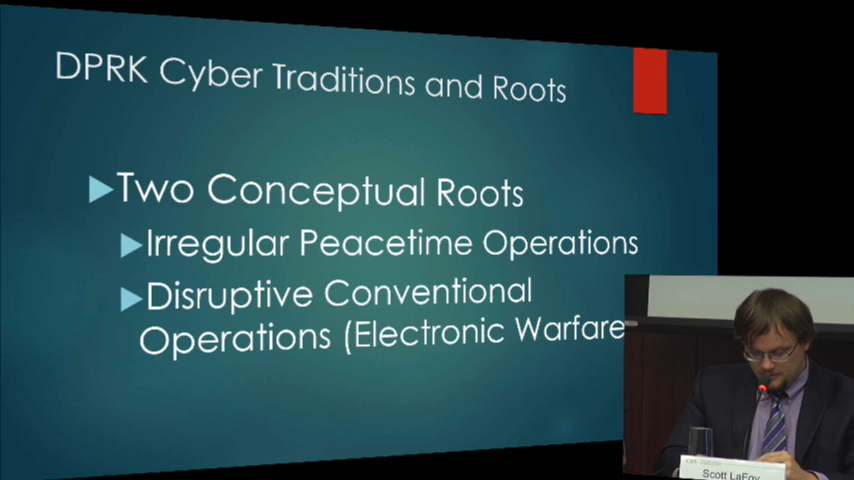 DPRK Cyber Traditions and Roots
Two Conceptual Roots
Irregular Peacetime Operations
Disruptive Conventional
Operations (Electronic Warfare
Scott LaFoy